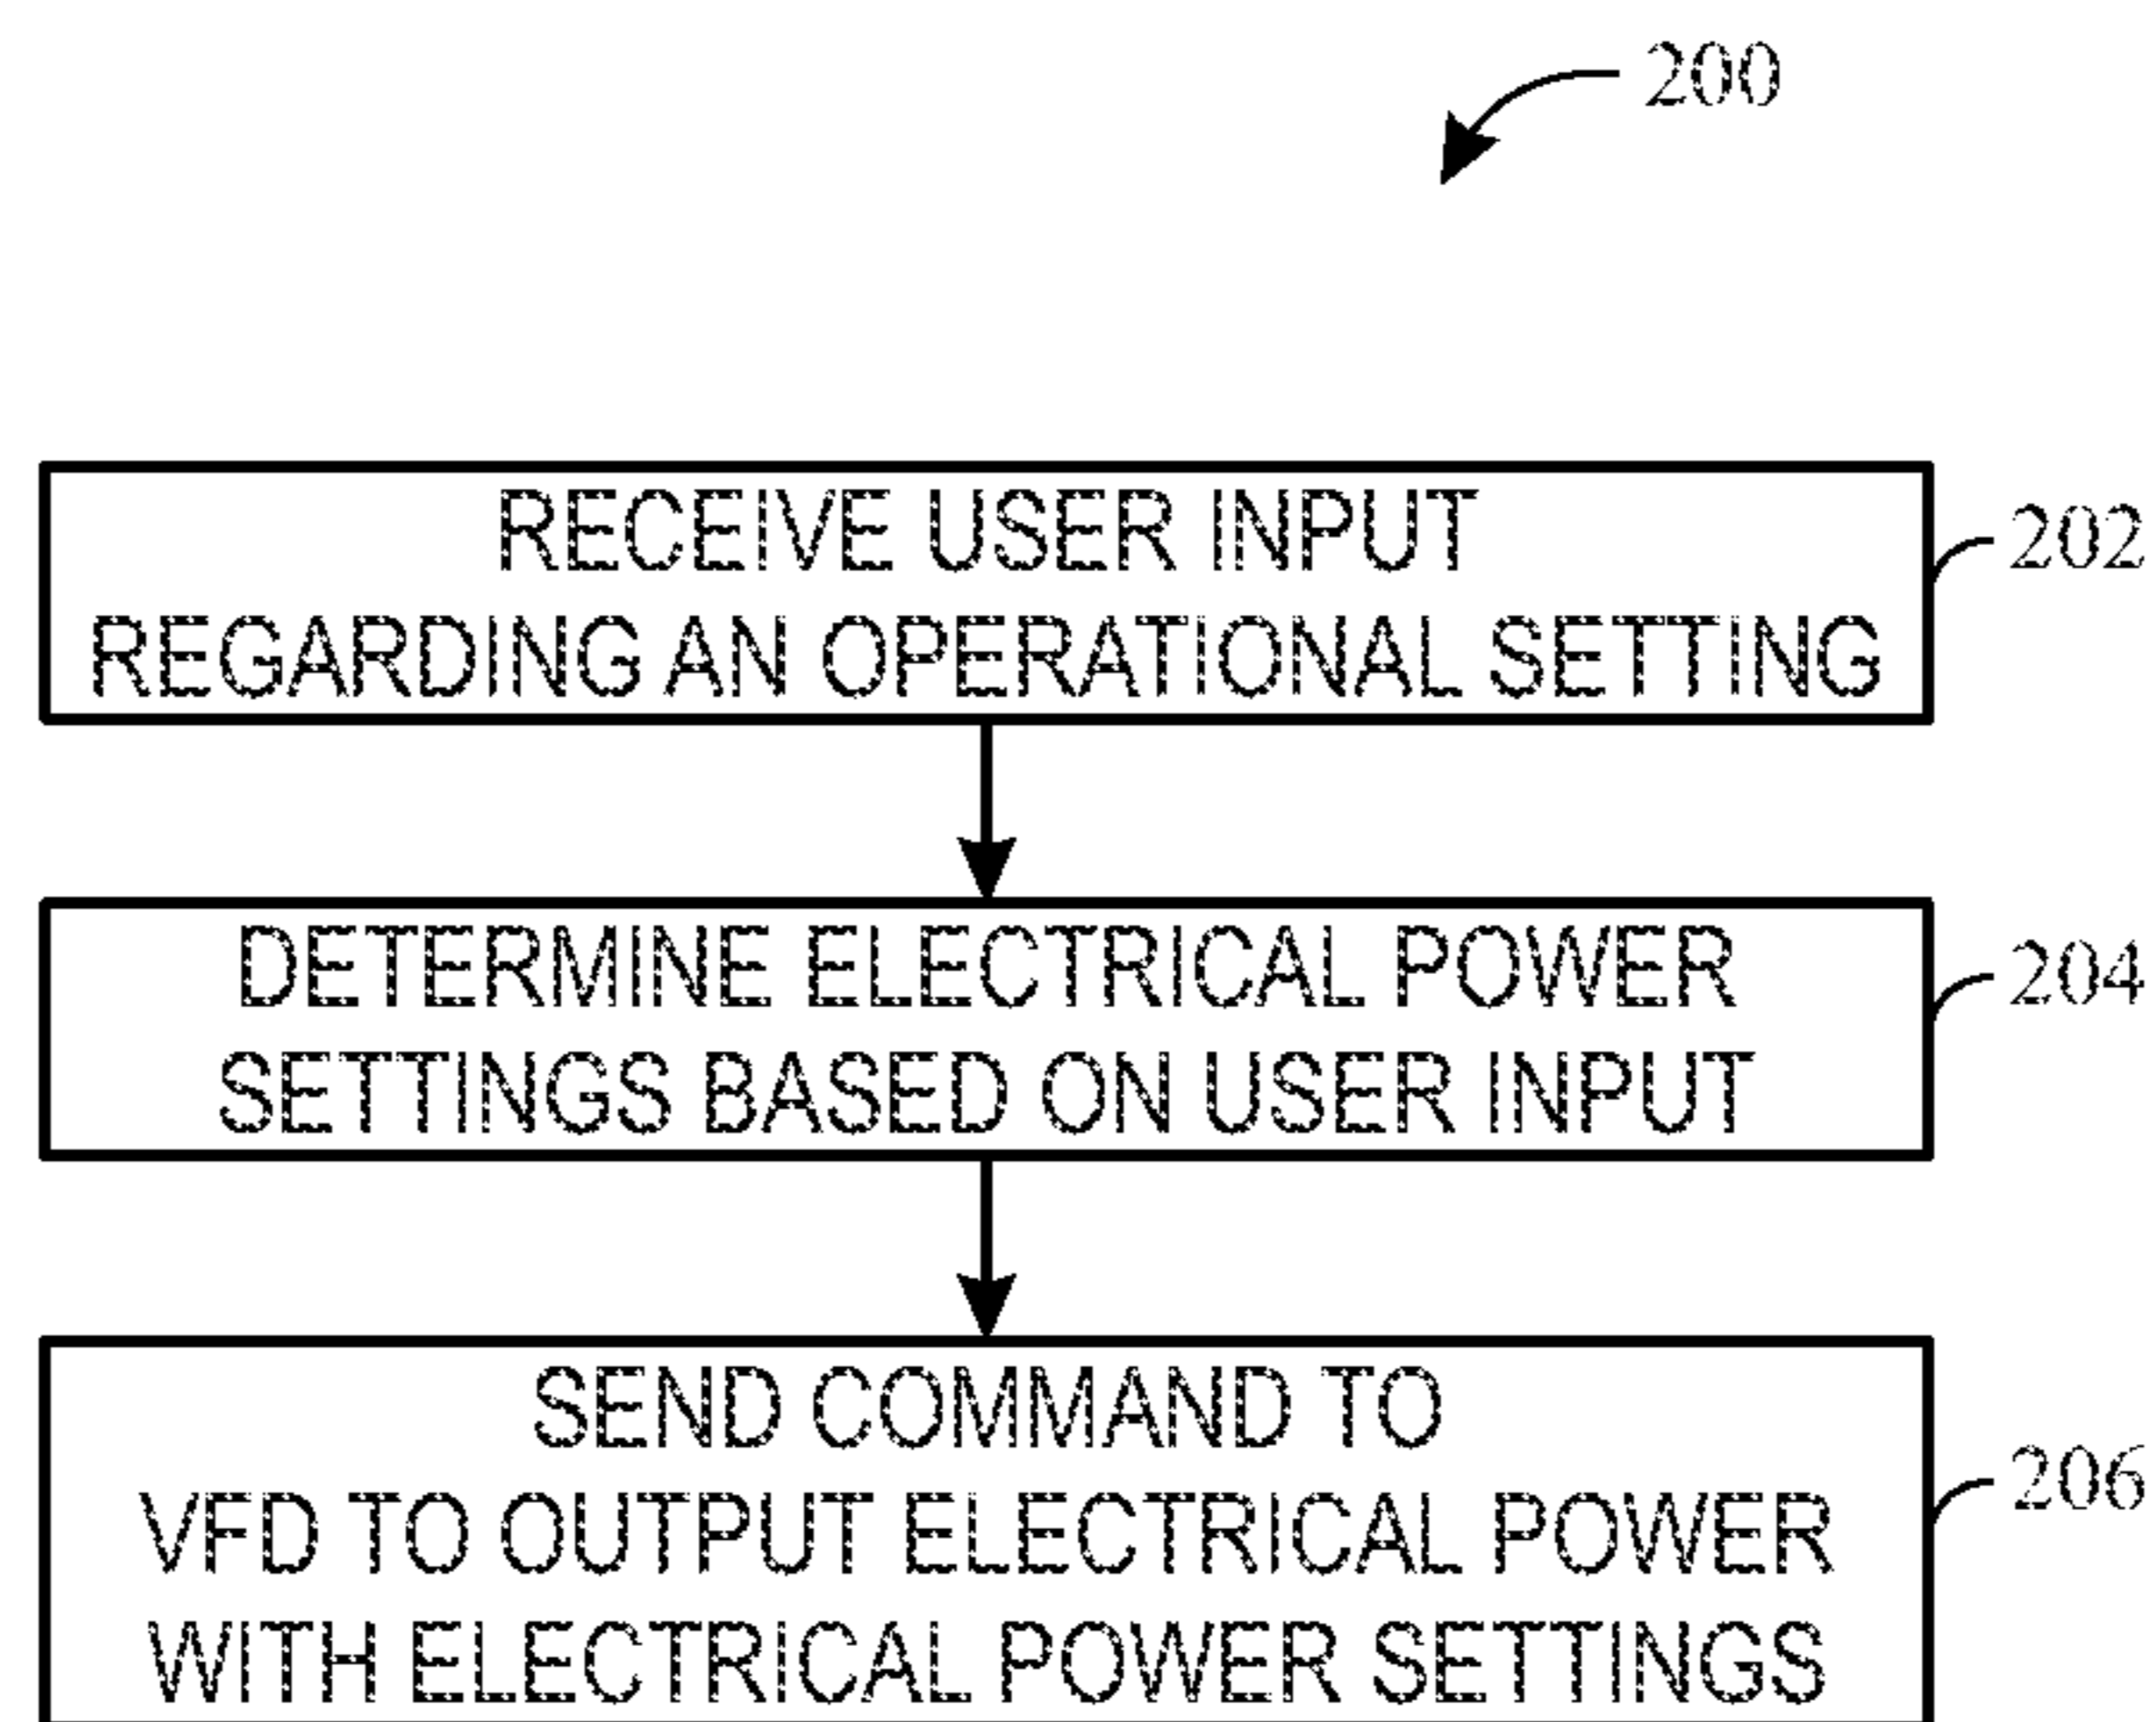 200
RECEIVE USER INPUT
REGARDING AN OPERATIONAL SETTING
202
DETERMINE ELECTRICAL POWER
SETTINGS BASED ON USER INPUT
204
SEND COMMAND TO
VFD TO OUTPUT ELECTRICAL POWER
WITH ELECTRICAL POWER SETTINGS
206